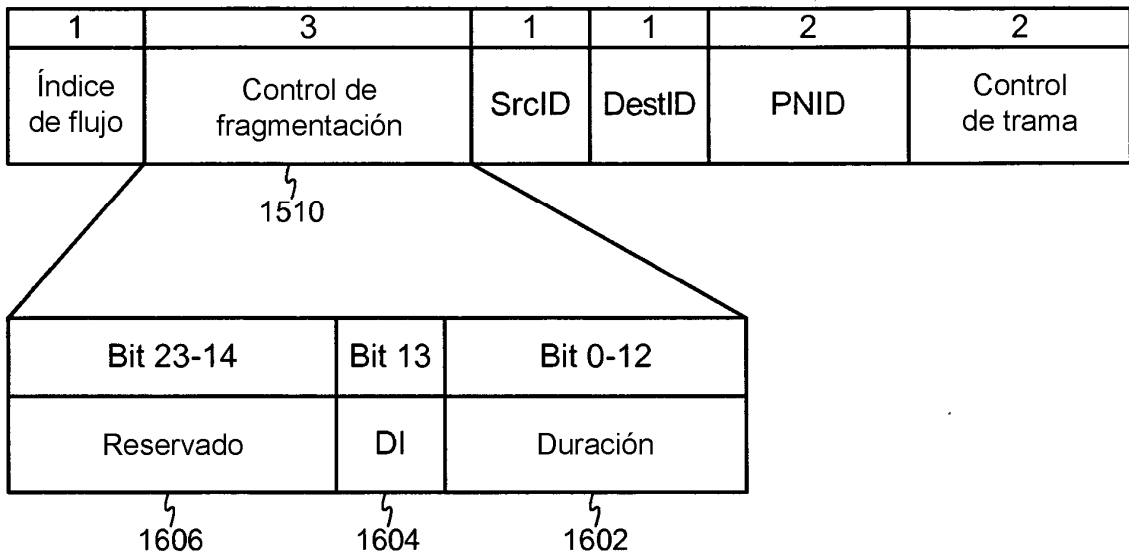 1 3 1 1 2 2
Índice de flujo
Control de fragmentación
SrcID
DestID
PNID
Control de trama
1510
Bit 23-14 Bit 13 Bit 0-12
Reservado DI Duración
1606 1604 1602